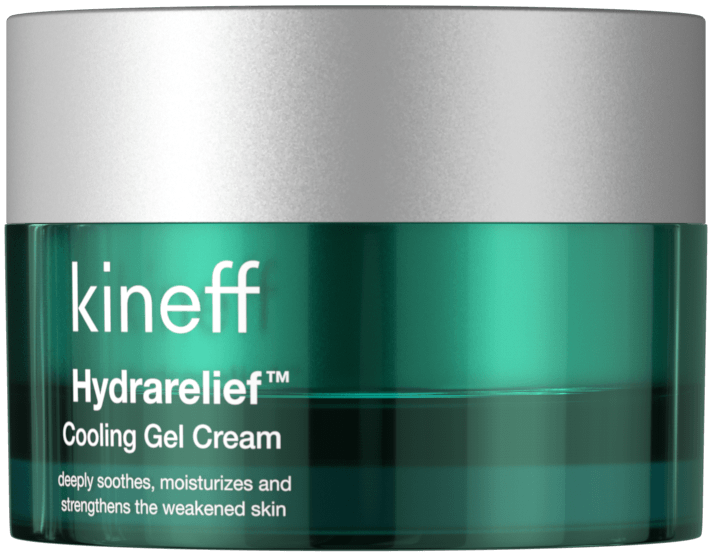 kineff
Hydrarelief™
Cooling Gel Cream
deeply soothes, moisturizes and
strengthens the weakened skin